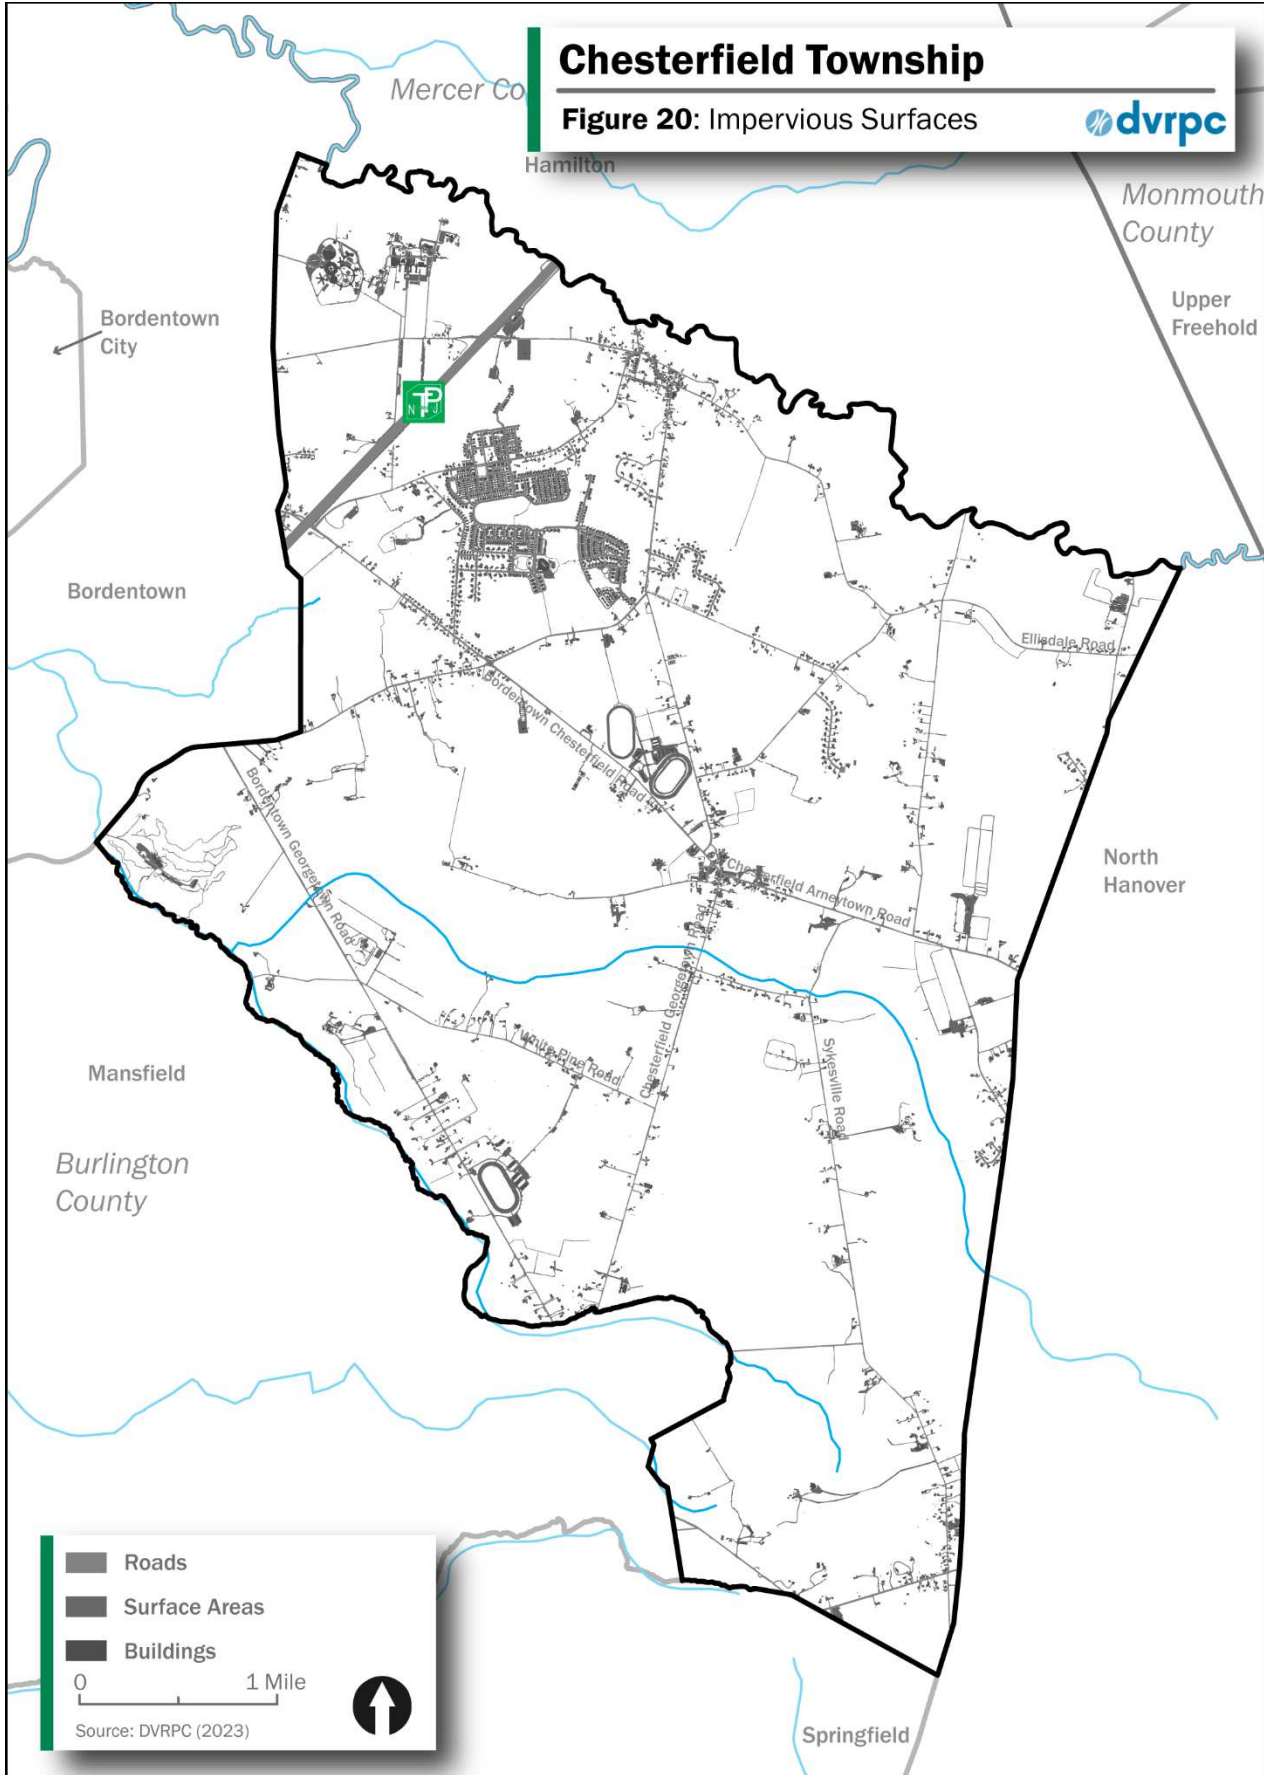 Chesterfield Township
Figure 20: Impervious Surfaces
dvrpc
Mercer Co
Hamilton
Monmouth
County
Upper
Freehold
Bordentown
City
TP
N J
Bordentown
Ellisdale Road
Bordentown Chesterfield Road
Bordentown Georgetown Road
North
Hanover
Chesterfield Arneytown Road
Chesterfield Georgetown Road
White Pine Road
Sykesville Road
Mansfield
Burlington
County
Roads
Surface Areas
Buildings
0 1 Mile
Source: DVRPC (2023)
Springfield